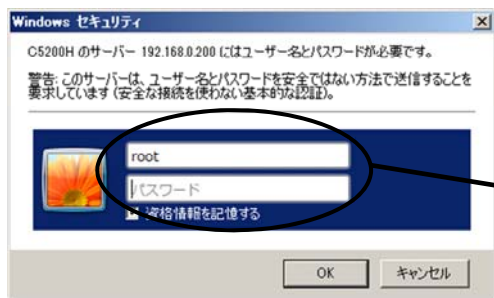 Windows セキュリティ
C5200H のサーバー 192.168.0.200 にはユーザー名とパスワードが必要です。
警告: このサーバーは、ユーザー名とパスワードを安全ではない方法で送信することを
要求しています (安全な接続を使わない基本的な認証)。
root
パスワード
資格情報を記憶する
OK
キャンセル